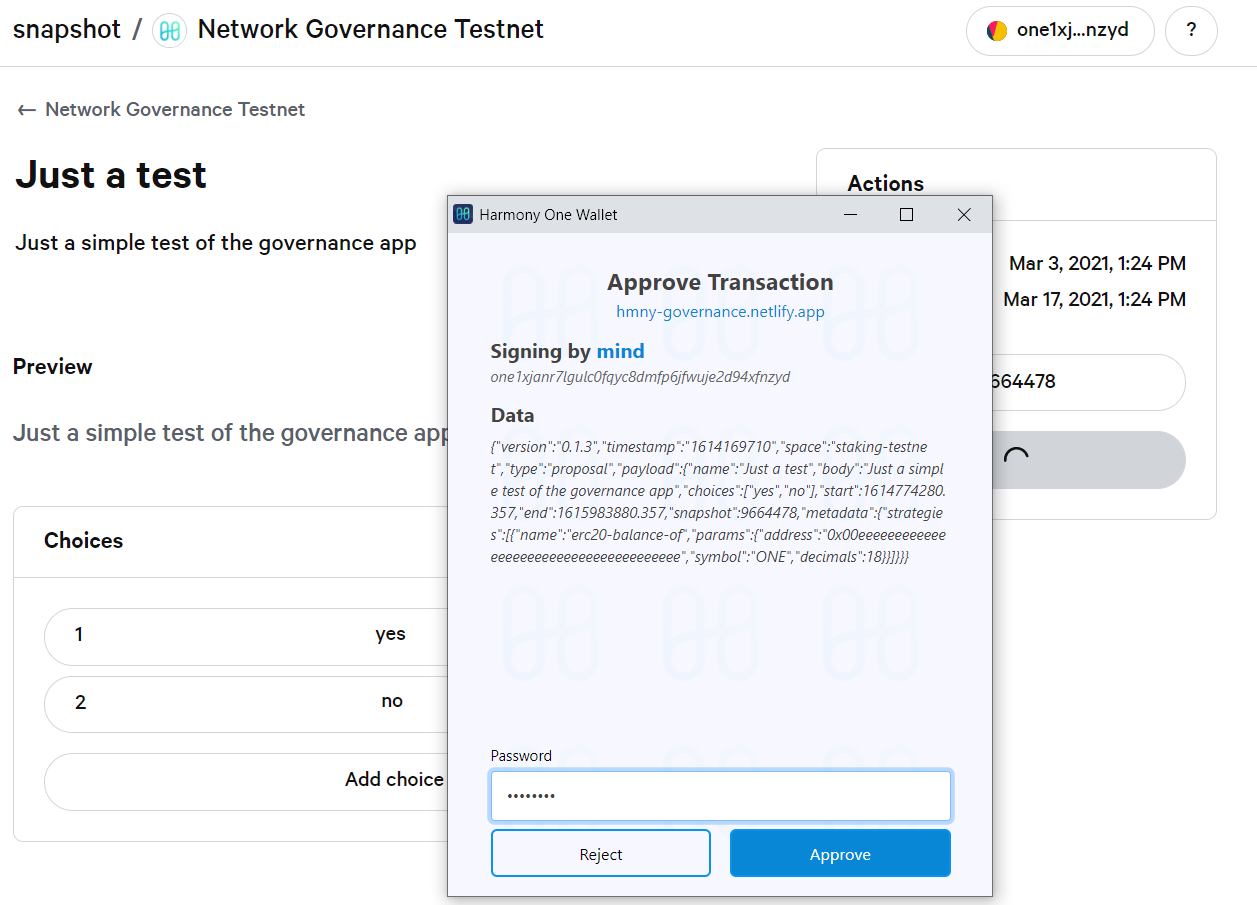 snapshot / Network Governance Testnet
one1xj...nzyd
?
← Network Governance Testnet
Just a test
Just a simple test of the governance app
Preview
Just a simple test of the governance app
Choices
1 yes
2 no
Add choice
Actions
Mar 3, 2021, 1:24 PM
Mar 17, 2021, 1:24 PM
664478
Harmony One Wallet
Approve Transaction
hmny-governance.netlify.app
Signing by mind
one1xjanr7lgulc0fqyc8dmfp6jfwuje2d94xfnzyd
Data
{"version":"0.1.3","timestamp":"1614169710","space":"staking-testne
t","type":"proposal","payload":{"name":"Just a test","body":"Just a simpl
e test of the governance app","choices":["yes","no"],"start":1614774280.
357,"end":1615983880.357,"snapshot":9664478,"metadata":{"strategie
s":[{"name":"erc20-balance-of","params":{"address":"0x00eeeeeeeeeeee
eeeeeeeeeeeeeeeeeeeeeeeeee","symbol":"ONE","decimals":18}}]}}}
Password
••••••••
Reject
Approve